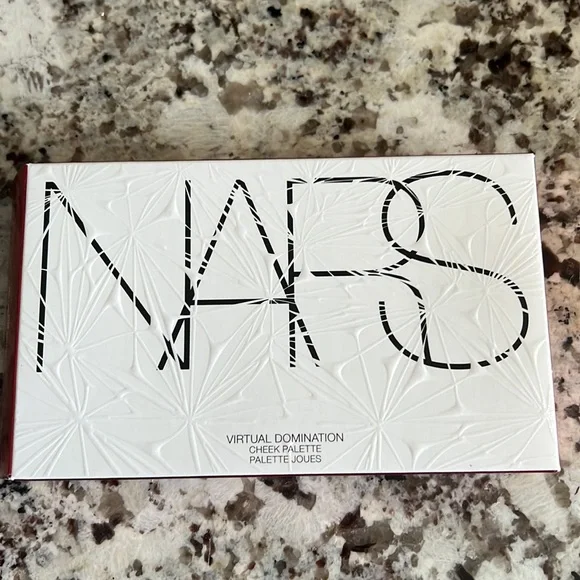 NARS
VIRTUAL DOMINATION
CHEEK PALETTE
PALETTE JOUES